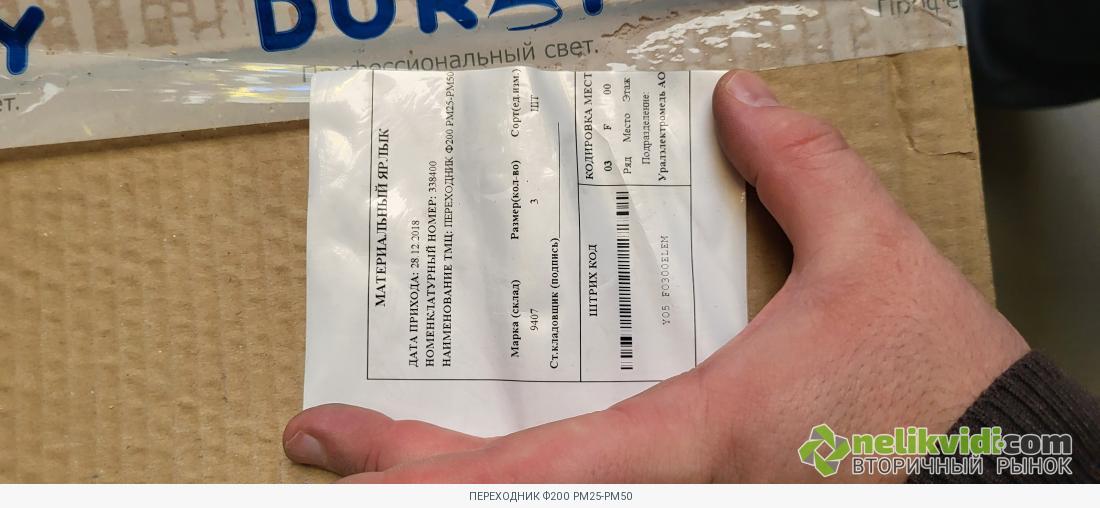 DURAY
Профессиональный свет.
ет.
МАТЕРИАЛЬНЫЙ ЯРЛЫК
ДАТА ПРИХОДА: 28.12.2018
НОМЕНКЛАТУРНЫЙ НОМЕР: 338400
НАИМЕНОВАНИЕ ТМЦ: ПЕРЕХОДНИК Ф200 РМ25-РМ50
Марка (склад) Размер(кол-во) Сорт(ед.изм.)
9407 3 ШТ
Ст.кладовщик (подпись)
ШТРИХ КОД
Y05 F0300ELEM
КОДИРОВКА МЕСТ
03 F 00
Ряд Место Этаж
Подразделение:
Уралэлектромедь АО
nelikvidi.com
ВТОРИЧНЫЙ РЫНОК
ПЕРЕХОДНИК Ф200 РМ25-РМ50